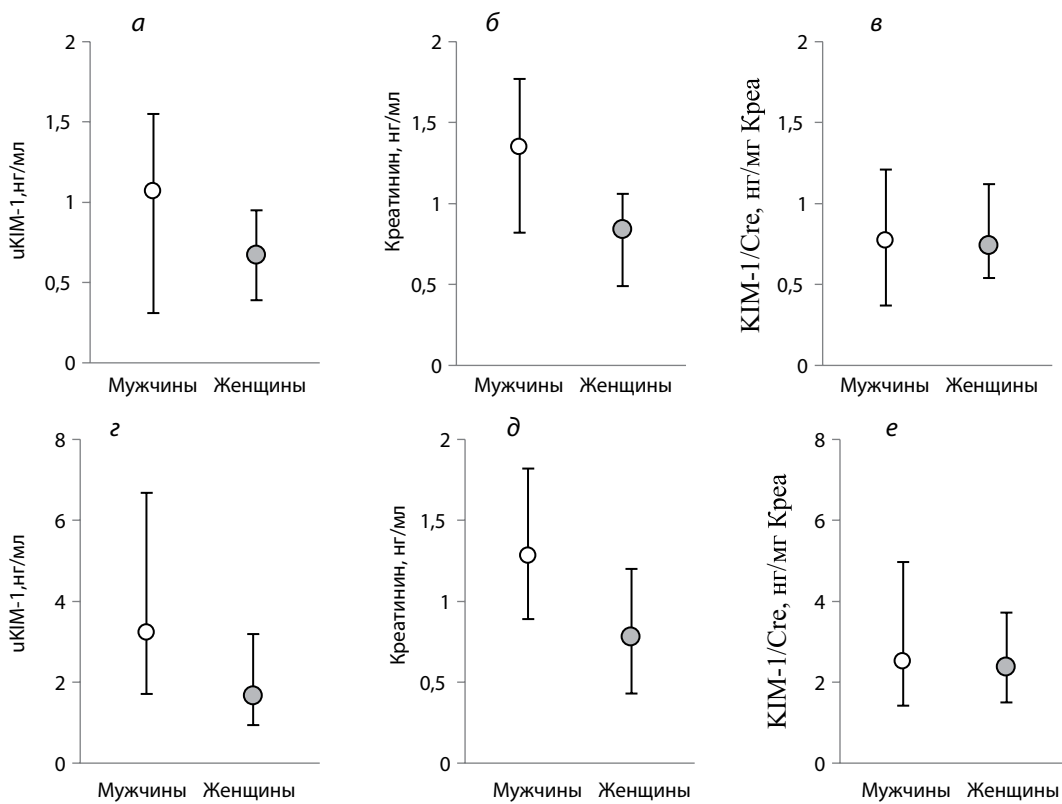 а
2
1,5
1
0,5
0
uKIM-1,нг/мл
Мужчины Женщины
б
2
1,5
1
0,5
0
Креатинин, нг/мл
Мужчины Женщины
в
2
1,5
1
0,5
0
KIM-1/Cre, нг/мг Креа
Мужчины Женщины
г
8
6
4
2
0
uKIM-1,нг/мл
Мужчины Женщины
д
2
1,5
1
0,5
0
Креатинин, нг/мл
Мужчины Женщины
е
8
6
4
2
0
KIM-1/Cre, нг/мг Креа
Мужчины Женщины